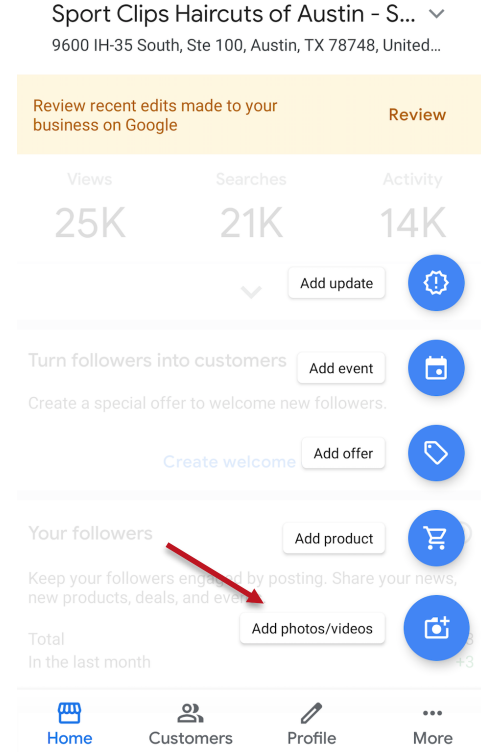 Sport Clips Haircuts of Austin - S...
9600 IH-35 South, Ste 100, Austin, TX 78748, United...
Review recent edits made to your
business on Google
Review
Views
Searches
Activity
25K
21K
14K
Add update
Turn followers into customers
Add event
Create a special offer to welcome new followers.
Add offer
Create welcome
Your followers
Add product
Keep your followers engaged by posting. Share your news,
new products, deals, and eve
Add photos/videos
Total
3
In the last month
+3
Home
Customers
Profile
More